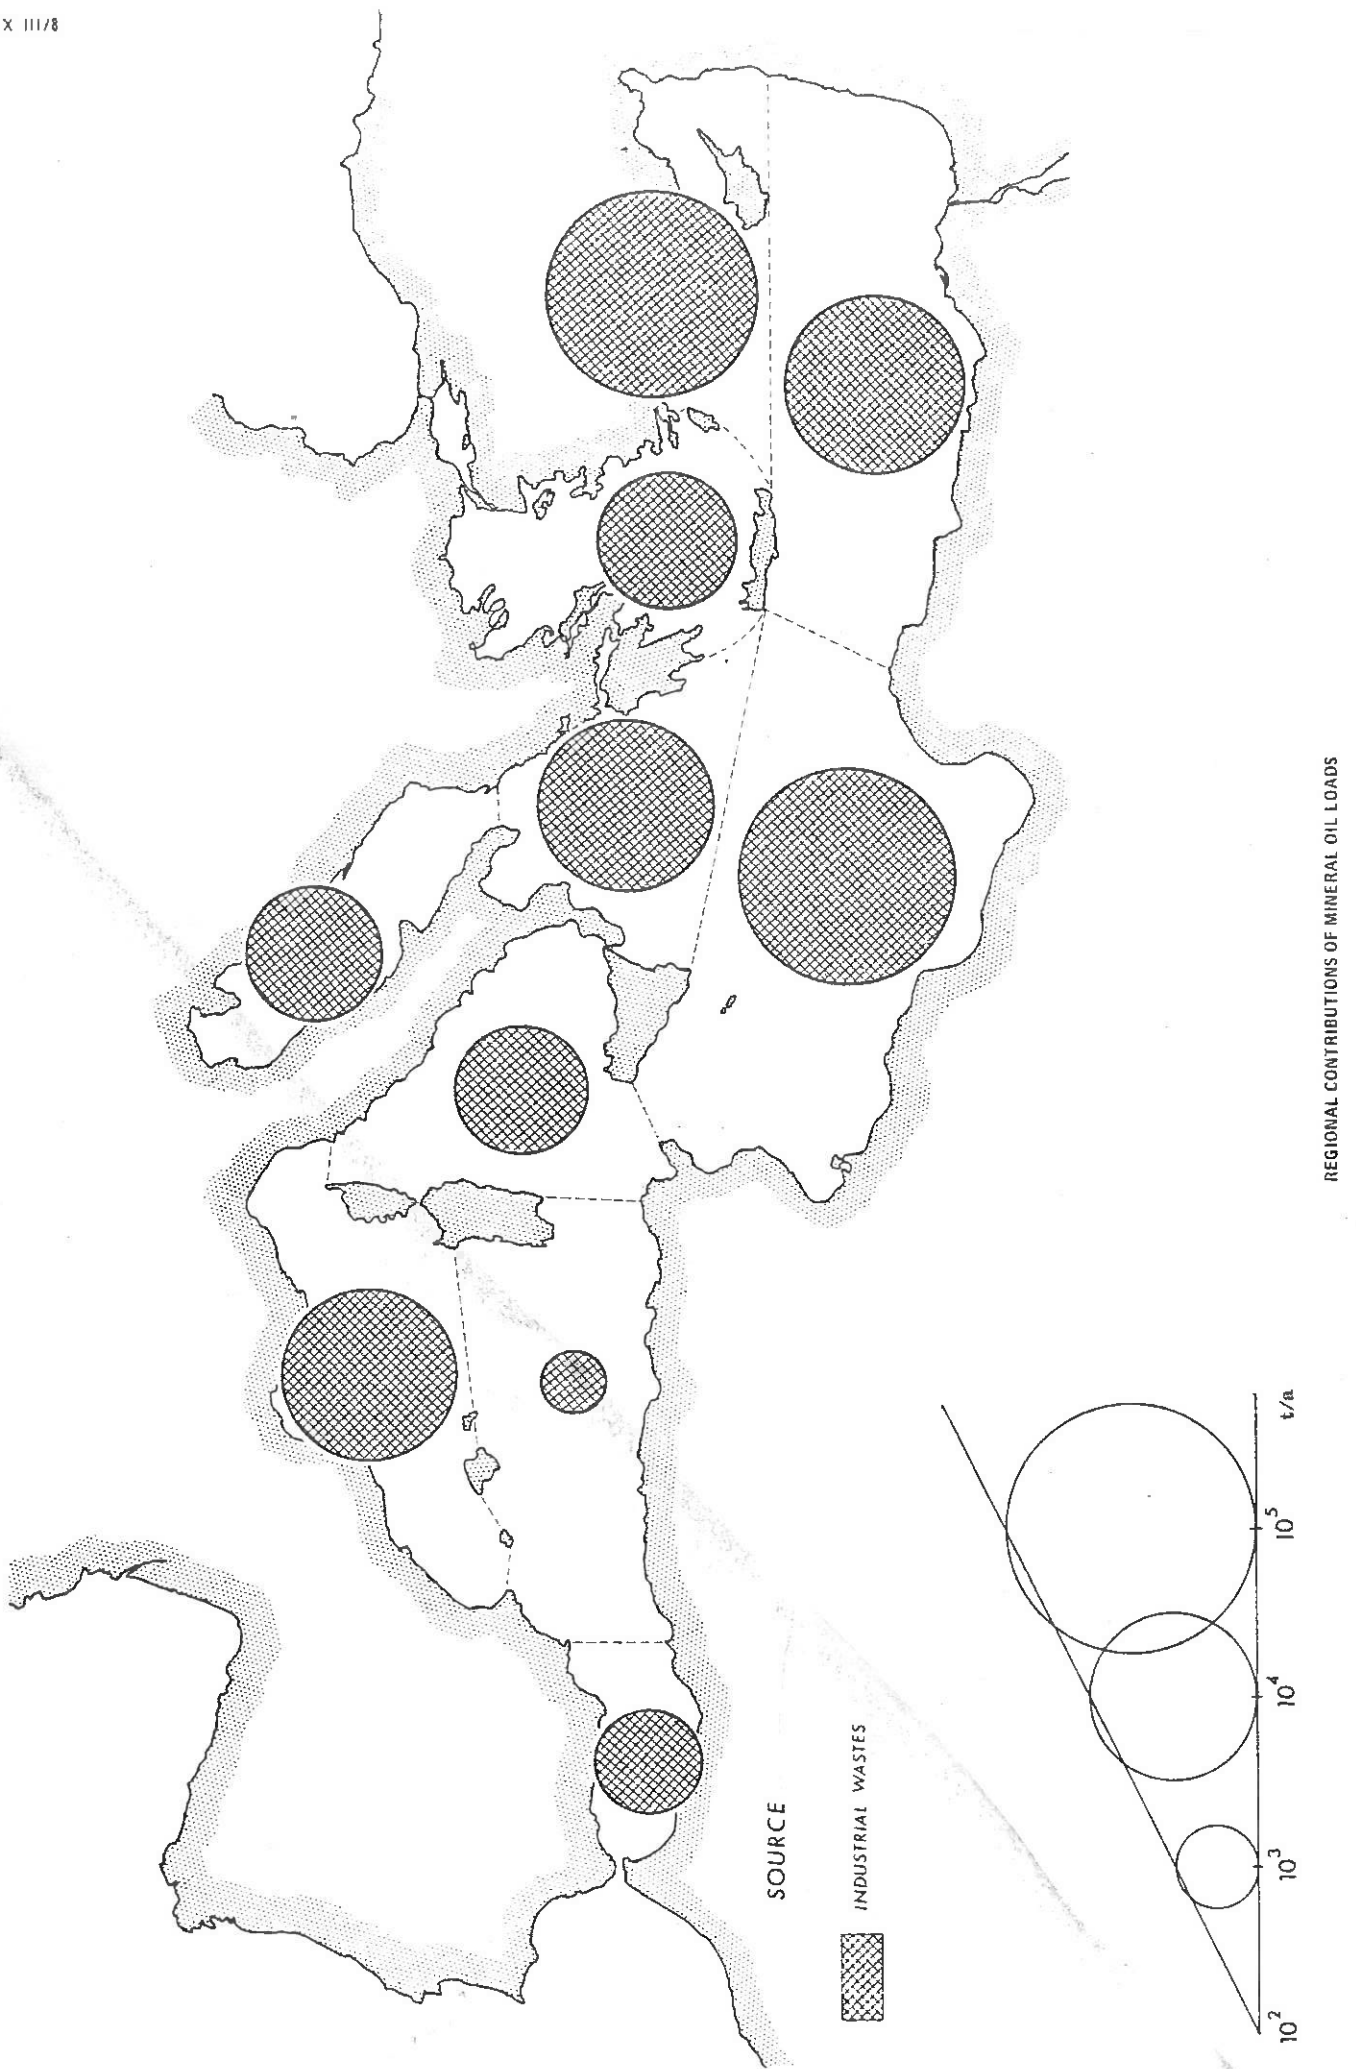 X III/8
SOURCE
INDUSTRIAL WASTES
10² 10³ 10⁴ 10⁵ t/a
REGIONAL CONTRIBUTIONS OF MINERAL OIL LOADS